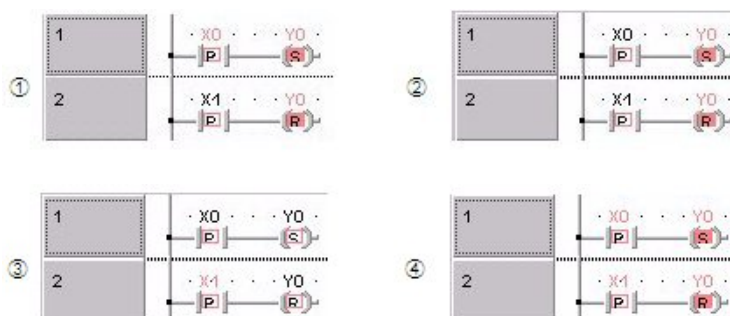 1 X0 Y0
P S
① 2 X1 Y0
P R
1 X0 Y0
P S
② 2 X1 Y0
P R
1 X0 Y0
P S
③ 2 X1 Y0
P R
1 X0 Y0
P S
④ 2 X1 Y0
P R